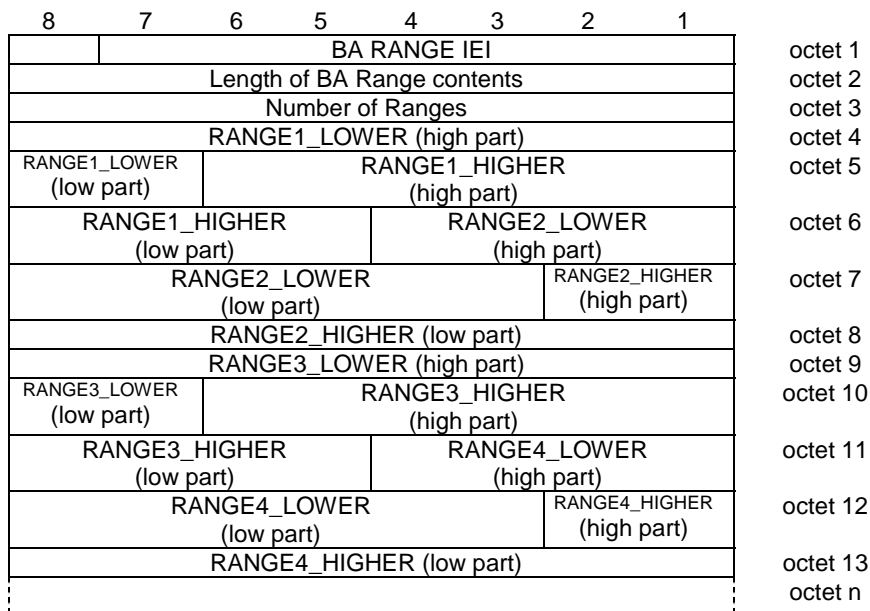 8 7 6 5 4 3 2 1
BA RANGE IEI octet 1
Length of BA Range contents octet 2
Number of Ranges octet 3
RANGE1_LOWER (high part) octet 4
RANGE1_LOWER RANGE1_HIGHER octet 5
(low part) (high part)
RANGE1_HIGHER RANGE2_LOWER octet 6
(low part) (high part)
RANGE2_LOWER RANGE2_HIGHER octet 7
(low part) (high part)
RANGE2_HIGHER (low part) octet 8
RANGE3_LOWER (high part) octet 9
RANGE3_LOWER RANGE3_HIGHER octet 10
(low part) (high part)
RANGE3_HIGHER RANGE4_LOWER octet 11
(low part) (high part)
RANGE4_LOWER RANGE4_HIGHER octet 12
(low part) (high part)
RANGE4_HIGHER (low part) octet 13
octet n